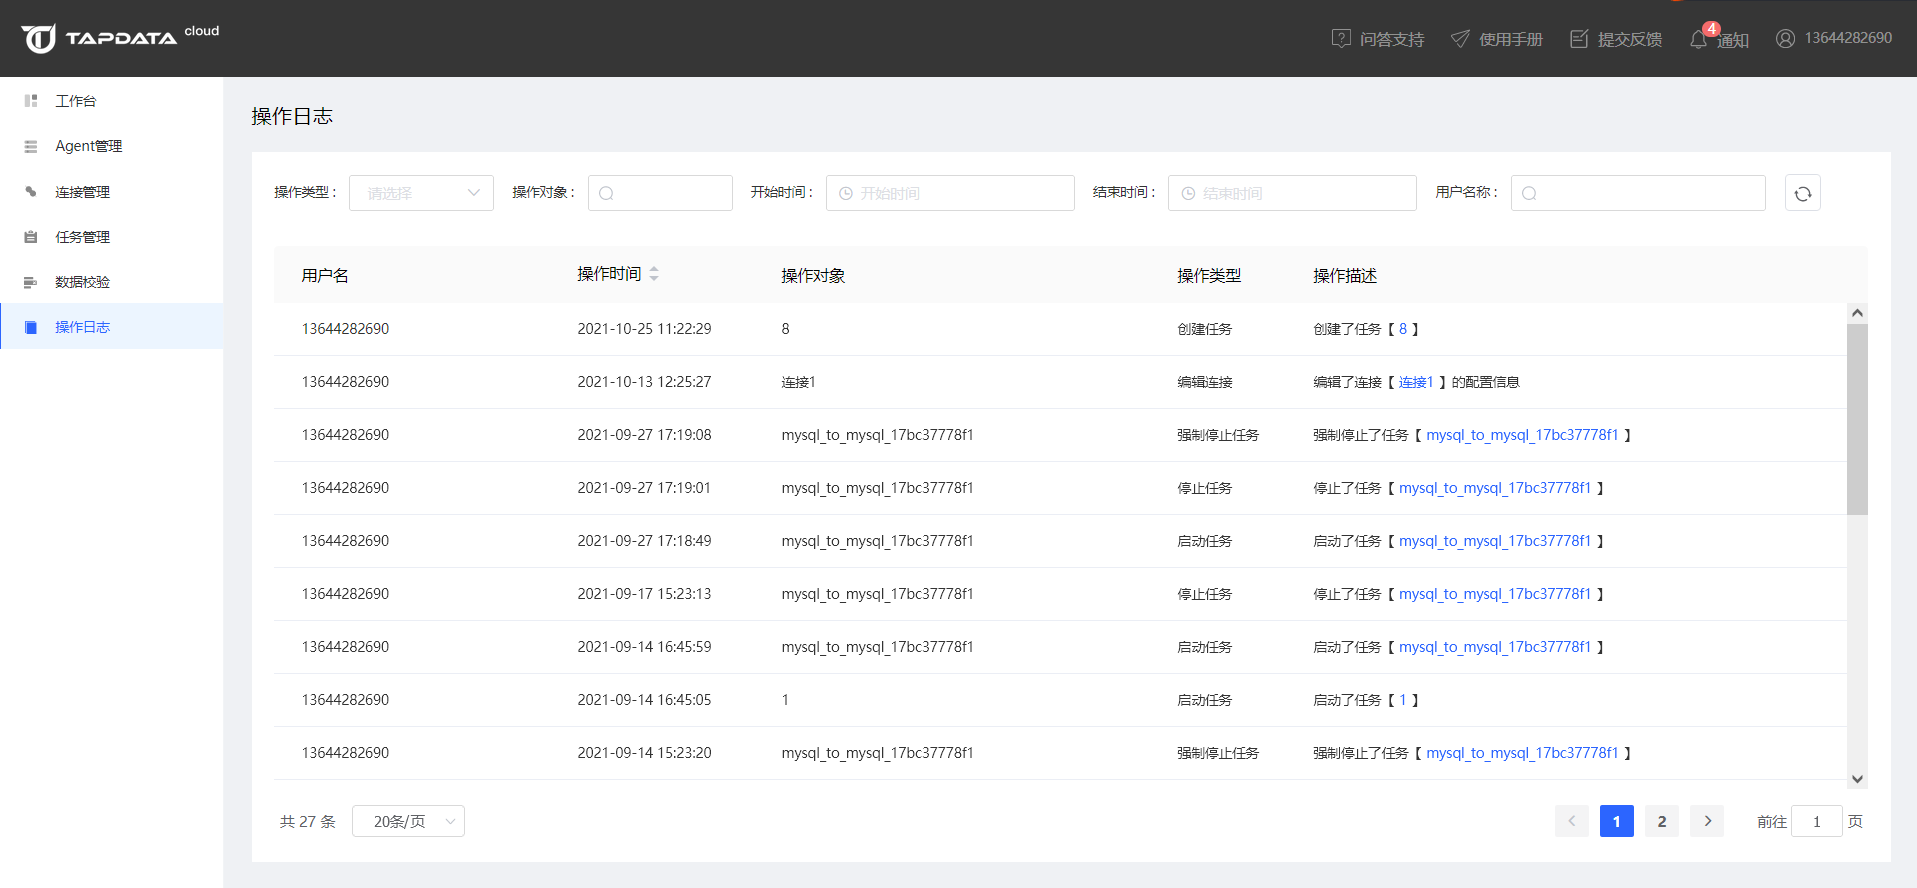 TAPDATA cloud
问答支持 使用手册 提交反馈 4 通知 13644282690
工作台
Agent管理
连接管理
任务管理
数据校验
操作日志
操作日志
操作类型： 请选择 操作对象： 开始时间： 开始时间 结束时间： 结束时间 用户名称：
用户名 操作时间 操作对象 操作类型 操作描述
13644282690 2021-10-25 11:22:29 8 创建任务 创建了任务【 8 】
13644282690 2021-10-13 12:25:27 连接1 编辑连接 编辑了连接【 连接1 】的配置信息
13644282690 2021-09-27 17:19:08 mysql_to_mysql_17bc37778f1 强制停止任务 强制停止了任务【 mysql_to_mysql_17bc37778f1 】
13644282690 2021-09-27 17:19:01 mysql_to_mysql_17bc37778f1 停止任务 停止了任务【 mysql_to_mysql_17bc37778f1 】
13644282690 2021-09-27 17:18:49 mysql_to_mysql_17bc37778f1 启动任务 启动了任务【 mysql_to_mysql_17bc37778f1 】
13644282690 2021-09-17 15:23:13 mysql_to_mysql_17bc37778f1 停止任务 停止了任务【 mysql_to_mysql_17bc37778f1 】
13644282690 2021-09-14 16:45:59 mysql_to_mysql_17bc37778f1 启动任务 启动了任务【 mysql_to_mysql_17bc37778f1 】
13644282690 2021-09-14 16:45:05 1 启动任务 启动了任务【 1 】
13644282690 2021-09-14 15:23:20 mysql_to_mysql_17bc37778f1 强制停止任务 强制停止了任务【 mysql_to_mysql_17bc37778f1 】
共 27 条 20条/页 1 2 前往 1 页